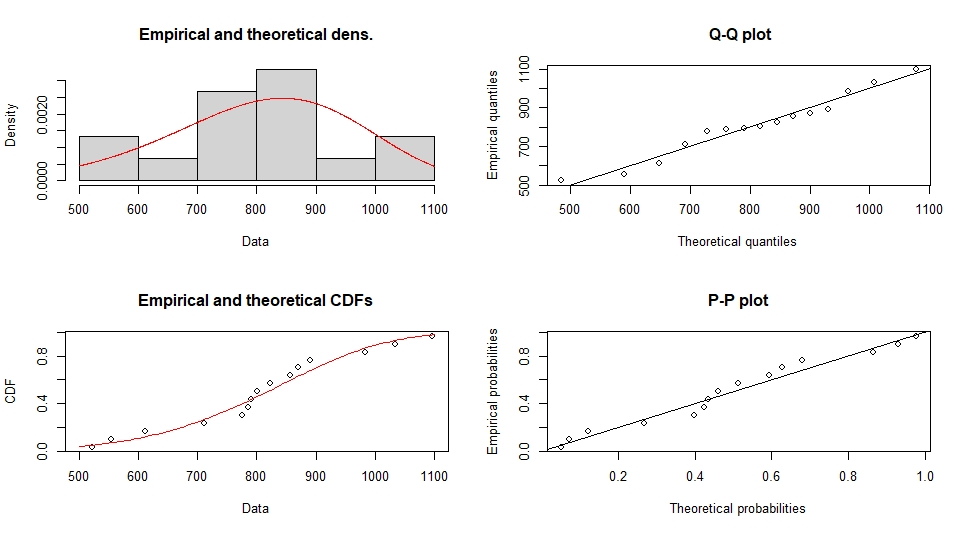 Empirical and theoretical dens.
Density
0.0000 0.0020
500 600 700 800 900 1000 1100
Data
Q-Q plot
Empirical quantiles
500 700 900 1100
500 600 700 800 900 1000 1100
Theoretical quantiles
Empirical and theoretical CDFs
CDF
0.0 0.4 0.8
500 600 700 800 900 1000 1100
Data
P-P plot
Empirical probabilities
0.0 0.4 0.8
0.2 0.4 0.6 0.8 1.0
Theoretical probabilities